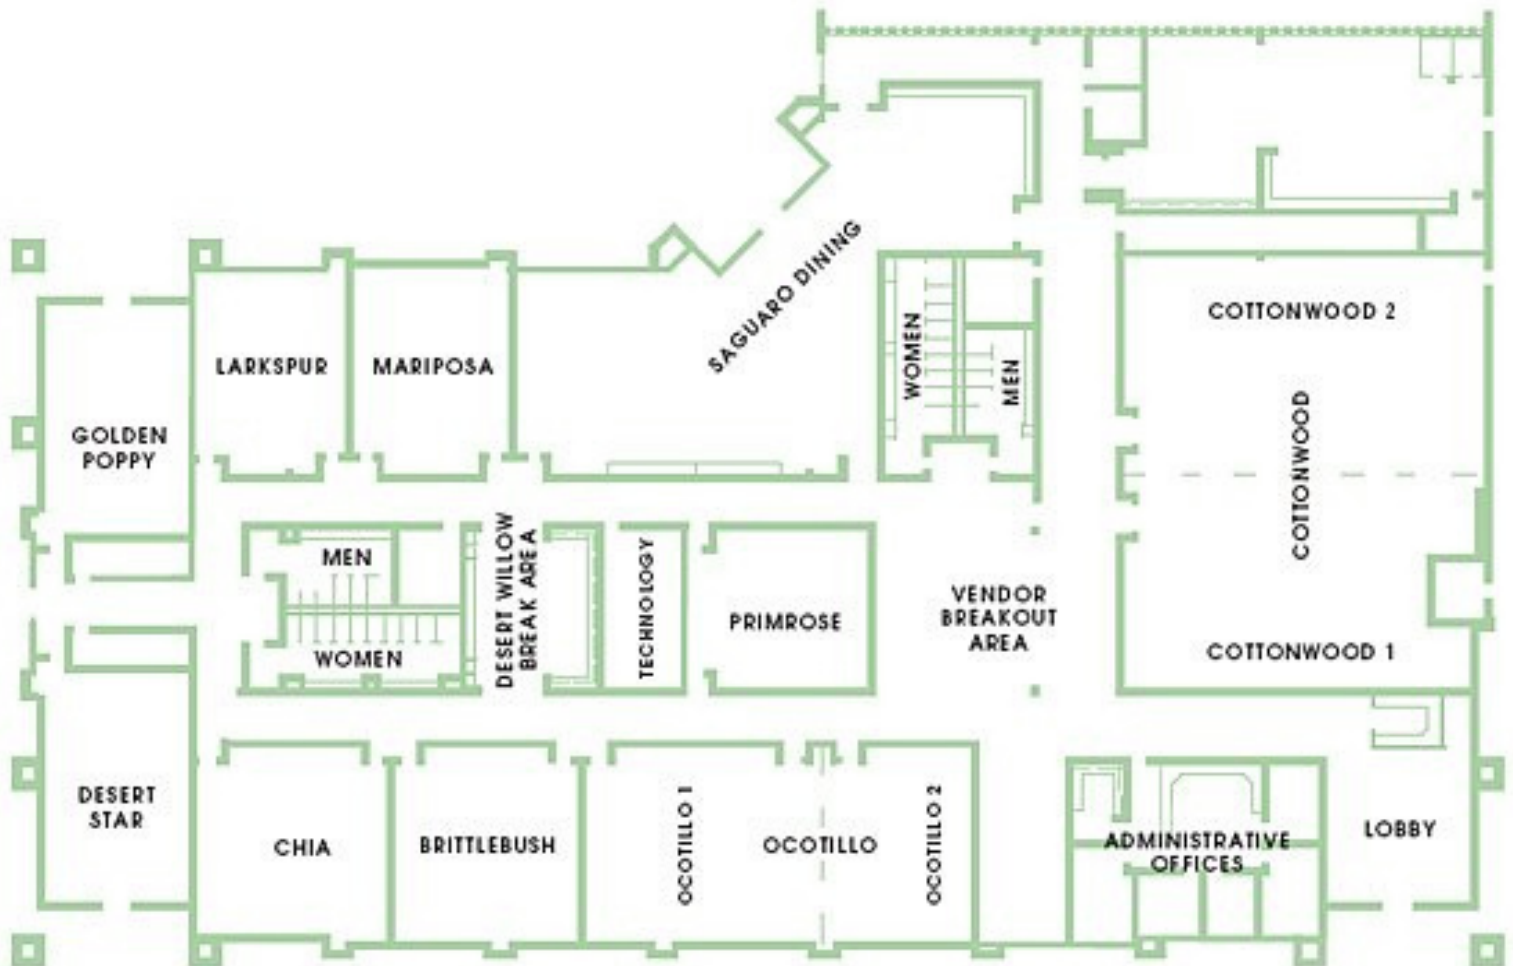 SAGUARO DINING
COTTONWOOD 2
LARKSPUR
MARIPOSA
WOMEN
MEN
GOLDEN
POPPY
COTTONWOOD
MEN
WOMEN
DESERT WILLOW
BREAK AREA
TECHNOLOGY
PRIMROSE
VENDOR
BREAKOUT
AREA
COTTONWOOD 1
DESERT
STAR
CHIA
BRITTLEBUSH
OCOTILLO 1
OCOTILLO
OCOTILLO 2
ADMINISTRATIVE
OFFICES
LOBBY